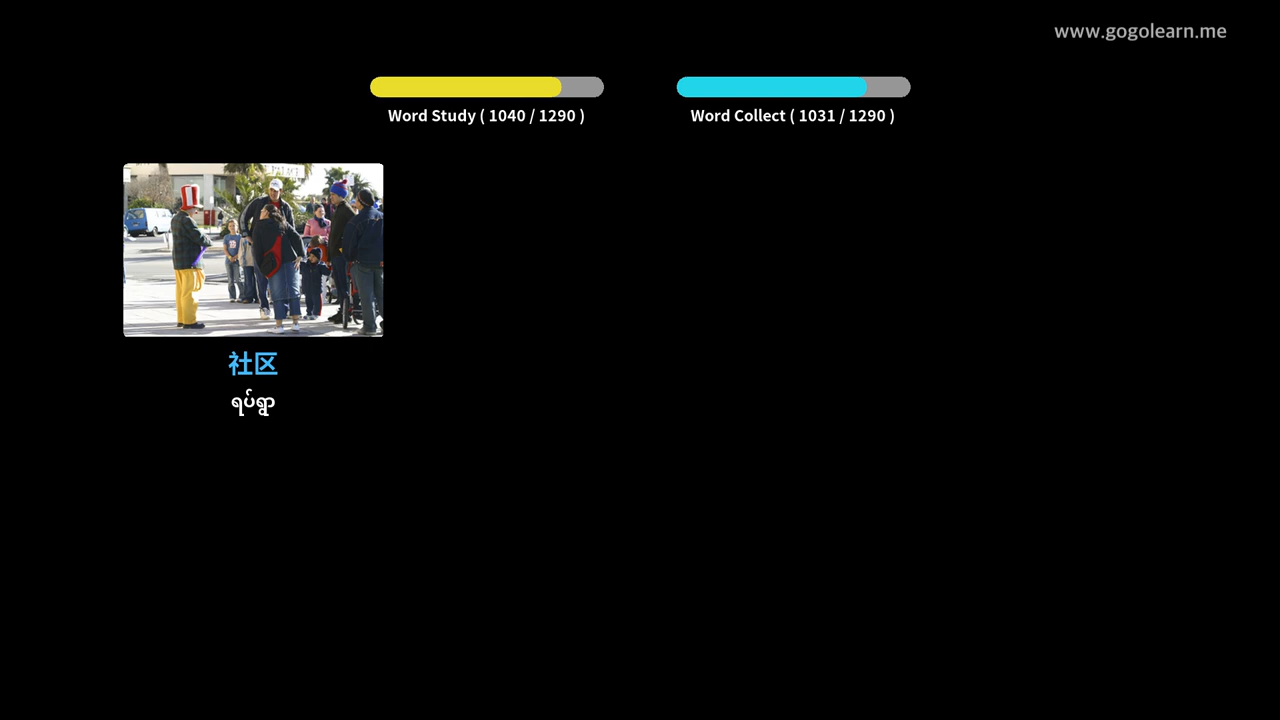 www.gogolearn.me
Word Study ( 1040 / 1290 )
Word Collect ( 1031 / 1290 )
社区
ရပ်ရွာ